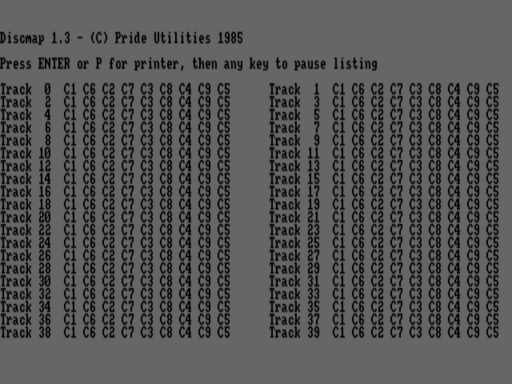 Discmap 1.3 - (C) Pride Utilities 1985
Press ENTER or P for printer, then any key to pause listing
Track  0  C1 C6 C2 C7 C3 C8 C4 C9 C5      Track  1  C1 C6 C2 C7 C3 C8 C4 C9 C5
Track  2  C1 C6 C2 C7 C3 C8 C4 C9 C5      Track  3  C1 C6 C2 C7 C3 C8 C4 C9 C5
Track  4  C1 C6 C2 C7 C3 C8 C4 C9 C5      Track  5  C1 C6 C2 C7 C3 C8 C4 C9 C5
Track  6  C1 C6 C2 C7 C3 C8 C4 C9 C5      Track  7  C1 C6 C2 C7 C3 C8 C4 C9 C5
Track  8  C1 C6 C2 C7 C3 C8 C4 C9 C5      Track  9  C1 C6 C2 C7 C3 C8 C4 C9 C5
Track 10  C1 C6 C2 C7 C3 C8 C4 C9 C5      Track 11  C1 C6 C2 C7 C3 C8 C4 C9 C5
Track 12  C1 C6 C2 C7 C3 C8 C4 C9 C5      Track 13  C1 C6 C2 C7 C3 C8 C4 C9 C5
Track 14  C1 C6 C2 C7 C3 C8 C4 C9 C5      Track 15  C1 C6 C2 C7 C3 C8 C4 C9 C5
Track 16  C1 C6 C2 C7 C3 C8 C4 C9 C5      Track 17  C1 C6 C2 C7 C3 C8 C4 C9 C5
Track 18  C1 C6 C2 C7 C3 C8 C4 C9 C5      Track 19  C1 C6 C2 C7 C3 C8 C4 C9 C5
Track 20  C1 C6 C2 C7 C3 C8 C4 C9 C5      Track 21  C1 C6 C2 C7 C3 C8 C4 C9 C5
Track 22  C1 C6 C2 C7 C3 C8 C4 C9 C5      Track 23  C1 C6 C2 C7 C3 C8 C4 C9 C5
Track 24  C1 C6 C2 C7 C3 C8 C4 C9 C5      Track 25  C1 C6 C2 C7 C3 C8 C4 C9 C5
Track 26  C1 C6 C2 C7 C3 C8 C4 C9 C5      Track 27  C1 C6 C2 C7 C3 C8 C4 C9 C5
Track 28  C1 C6 C2 C7 C3 C8 C4 C9 C5      Track 29  C1 C6 C2 C7 C3 C8 C4 C9 C5
Track 30  C1 C6 C2 C7 C3 C8 C4 C9 C5      Track 31  C1 C6 C2 C7 C3 C8 C4 C9 C5
Track 32  C1 C6 C2 C7 C3 C8 C4 C9 C5      Track 33  C1 C6 C2 C7 C3 C8 C4 C9 C5
Track 34  C1 C6 C2 C7 C3 C8 C4 C9 C5      Track 35  C1 C6 C2 C7 C3 C8 C4 C9 C5
Track 36  C1 C6 C2 C7 C3 C8 C4 C9 C5      Track 37  C1 C6 C2 C7 C3 C8 C4 C9 C5
Track 38  C1 C6 C2 C7 C3 C8 C4 C9 C5      Track 39  C1 C6 C2 C7 C3 C8 C4 C9 C5